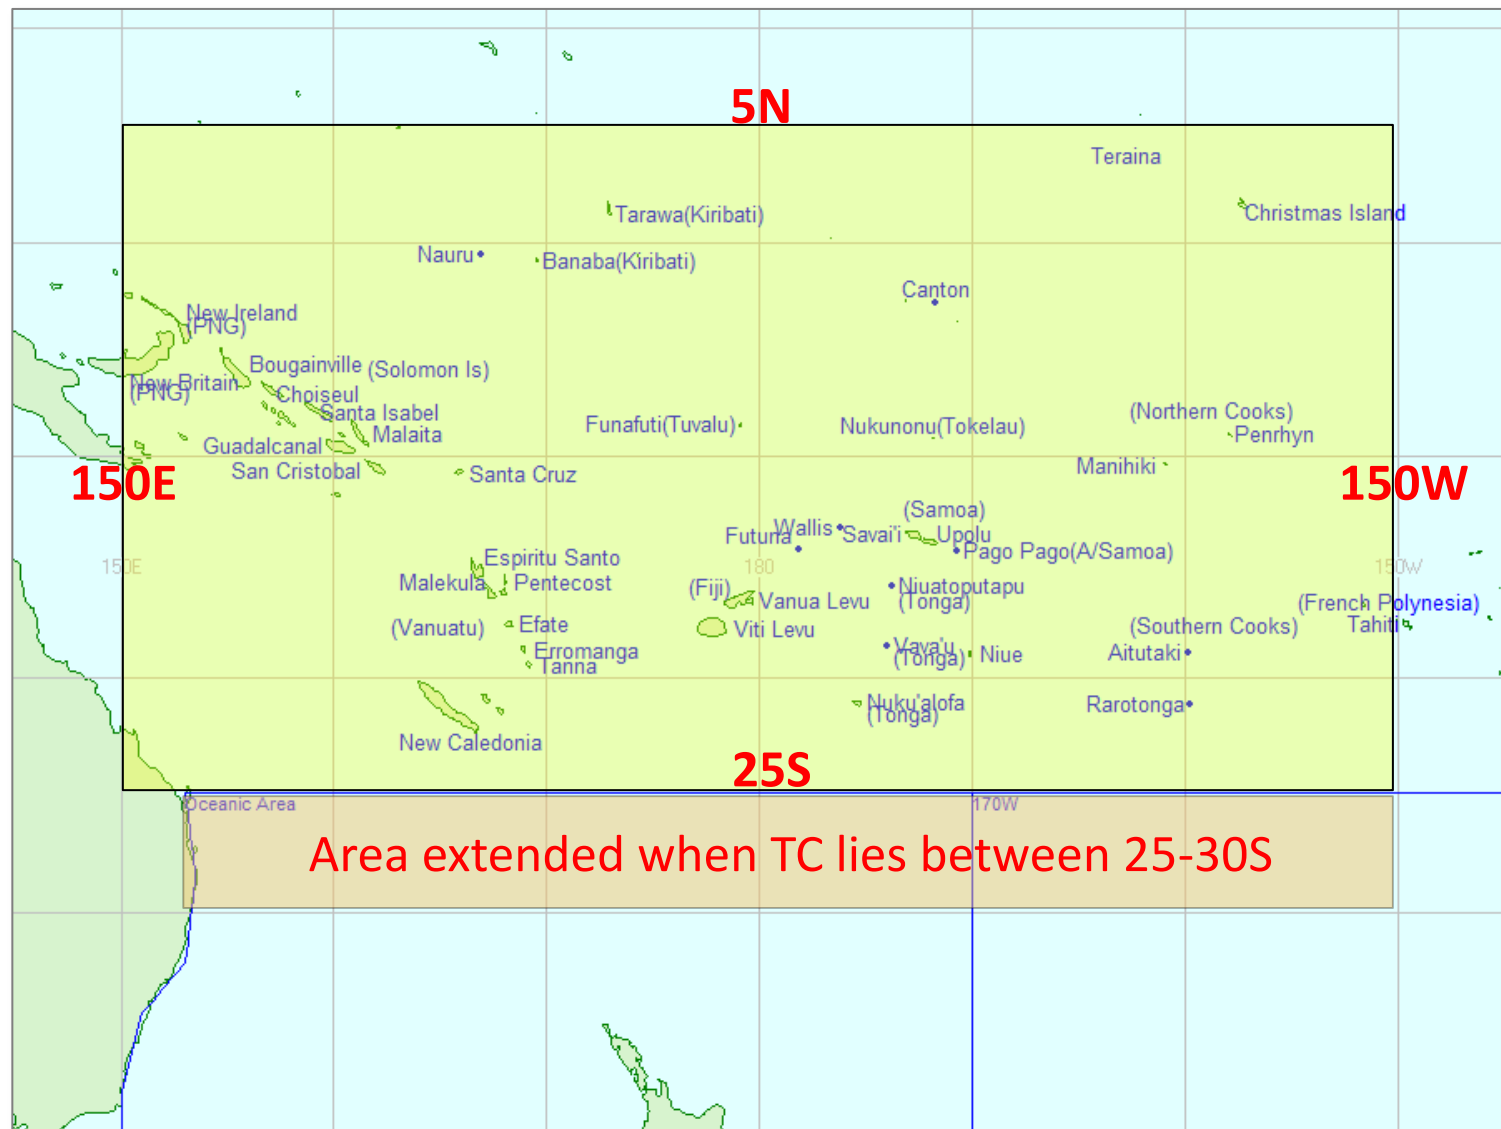 5N
Teraina
Tarawa(Kiribati)
Christmas Island
Nauru
Banaba(Kiribati)
Canton
New Ireland
(PNG)
Bougainville
(Solomon Is)
New Britain
(PNG)
Choiseul
Santa Isabel
Malaita
Guadalcanal
San Cristobal
Santa Cruz
Funafuti(Tuvalu)
Nukunonu(Tokelau)
(Northern Cooks)
Penrhyn
Manihiki
150E
150W
(Samoa)
Wallis
Futuna
Savai'i
Upolu
Pago Pago(A/Samoa)
Espiritu Santo
150E
180
150W
Malekula
Pentecost
(Fiji)
Vanua Levu
Niuatoputapu
(Tonga)
(French Polynesia)
Tahiti
(Vanuatu)
Efate
Viti Levu
(Southern Cooks)
Erromanga
Tanna
Vava'u
(Tonga)
Niue
Aitutaki
Nuku'alofa
(Tonga)
Rarotonga
New Caledonia
25S
Oceanic Area
170W
Area extended when TC lies between 25-30S